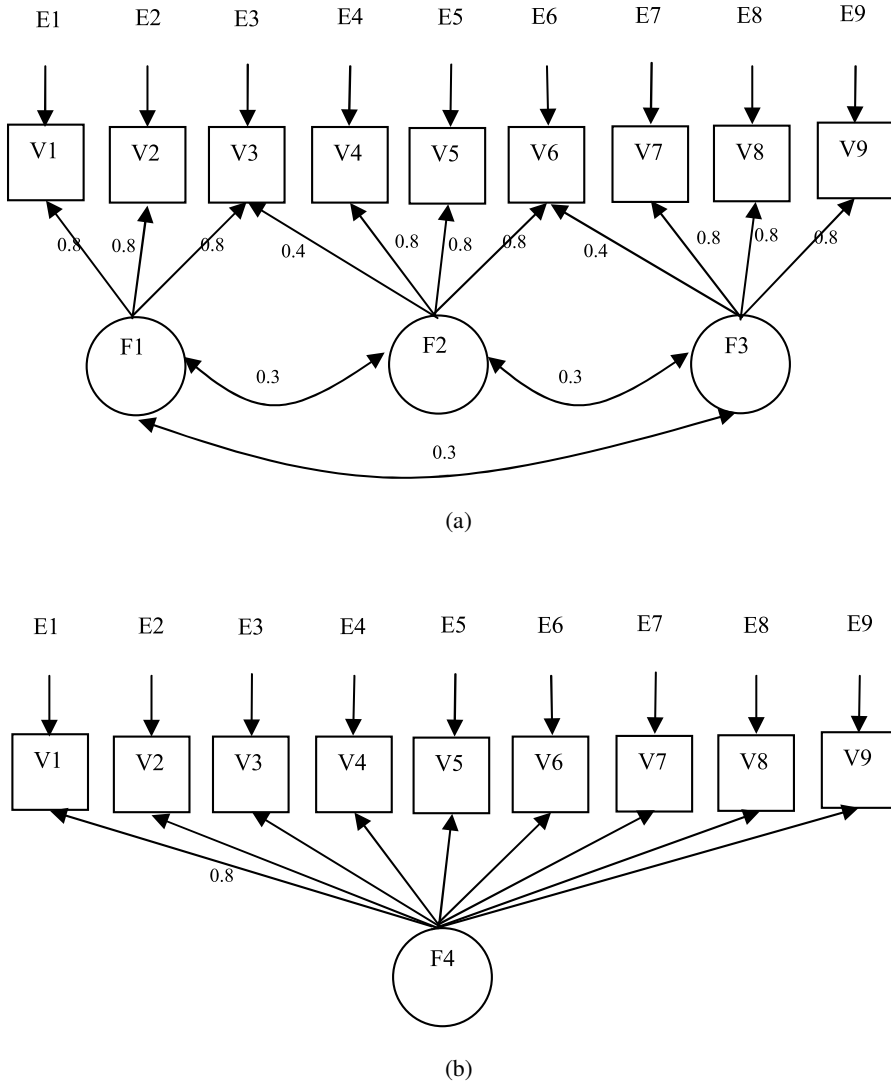 E1 E2 E3 E4 E5 E6 E7 E8 E9
V1 V2 V3 V4 V5 V6 V7 V8 V9
0.8 0.8 0.8 0.4 0.8 0.8 0.8 0.4 0.8 0.8 0.8
F1 F2 F3
0.3 0.3
0.3
(a)
E1 E2 E3 E4 E5 E6 E7 E8 E9
V1 V2 V3 V4 V5 V6 V7 V8 V9
0.8
F4
(b)